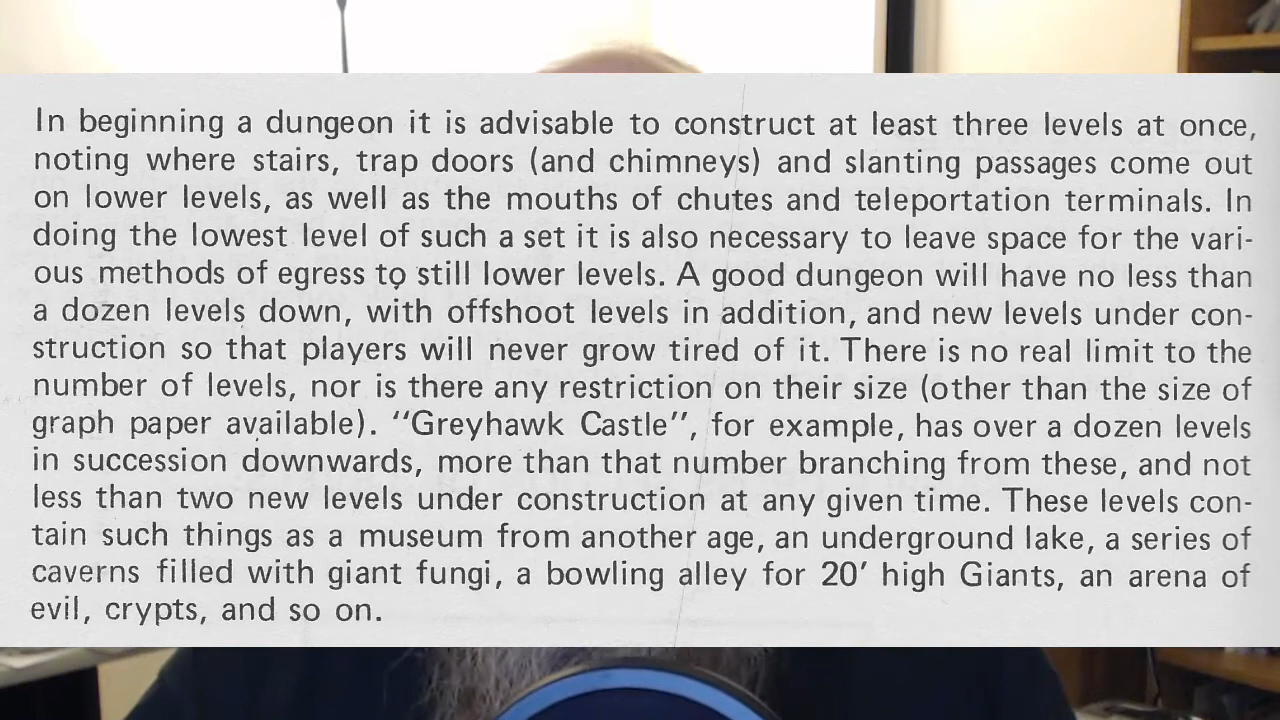 In beginning a dungeon it is advisable to construct at least three levels at once,
noting where stairs, trap doors (and chimneys) and slanting passages come out
on lower levels, as well as the mouths of chutes and teleportation terminals. In
doing the lowest level of such a set it is also necessary to leave space for the vari-
ous methods of egress to still lower levels. A good dungeon will have no less than
a dozen levels down, with offshoot levels in addition, and new levels under con-
struction so that players will never grow tired of it. There is no real limit to the
number of levels, nor is there any restriction on their size (other than the size of
graph paper available). “Greyhawk Castle”, for example, has over a dozen levels
in succession downwards, more than that number branching from these, and not
less than two new levels under construction at any given time. These levels con-
tain such things as a museum from another age, an underground lake, a series of
caverns filled with giant fungi, a bowling alley for 20′ high Giants, an arena of
evil, crypts, and so on.